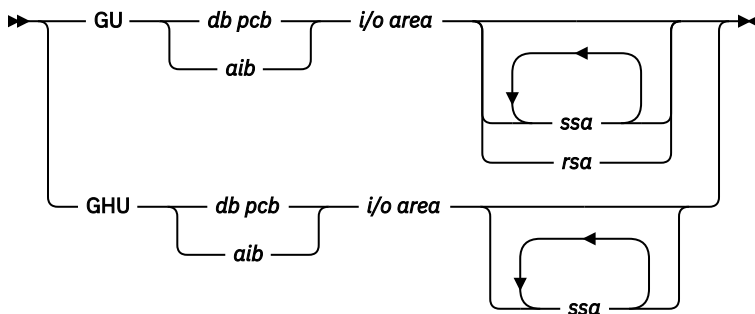 GU db pcb i/o area
aib
ssa
rsa
GHU db pcb i/o area
aib
ssa